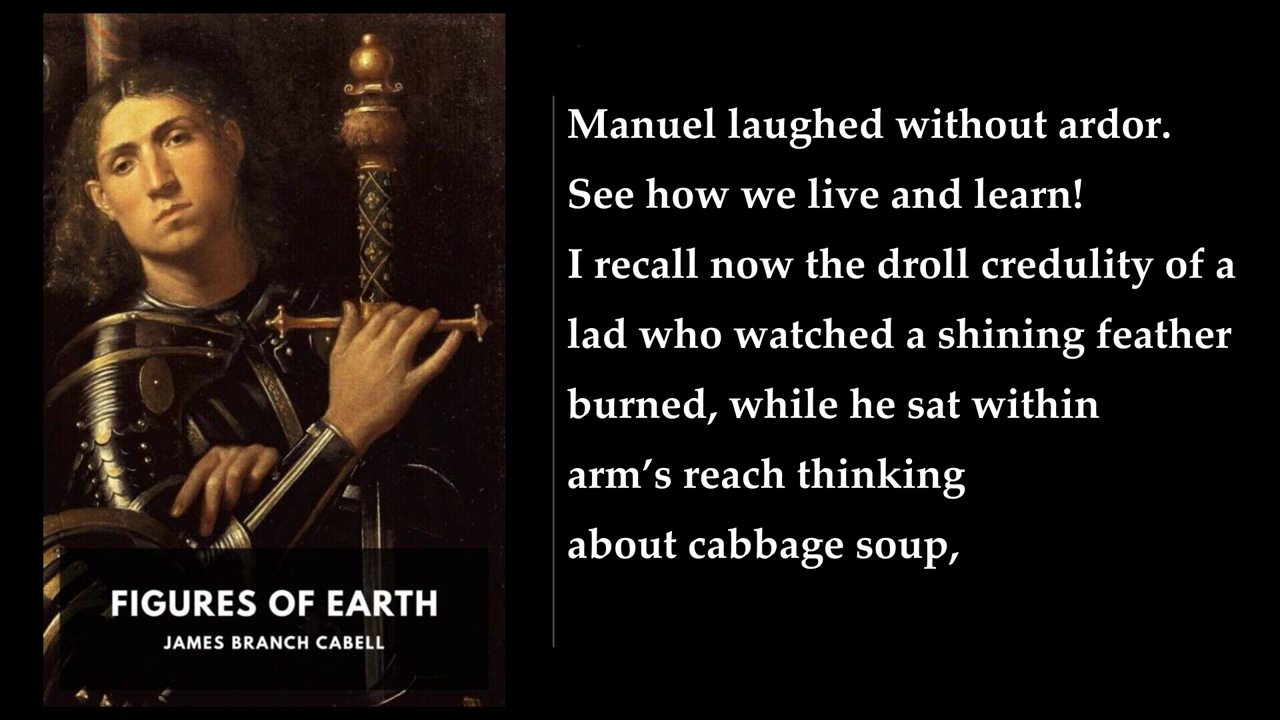 FIGURES OF EARTH
JAMES BRANCH CABELL
Manuel laughed without ardor.
See how we live and learn!
I recall now the droll credulity of a
lad who watched a shining feather
burned, while he sat within
arm’s reach thinking
about cabbage soup,